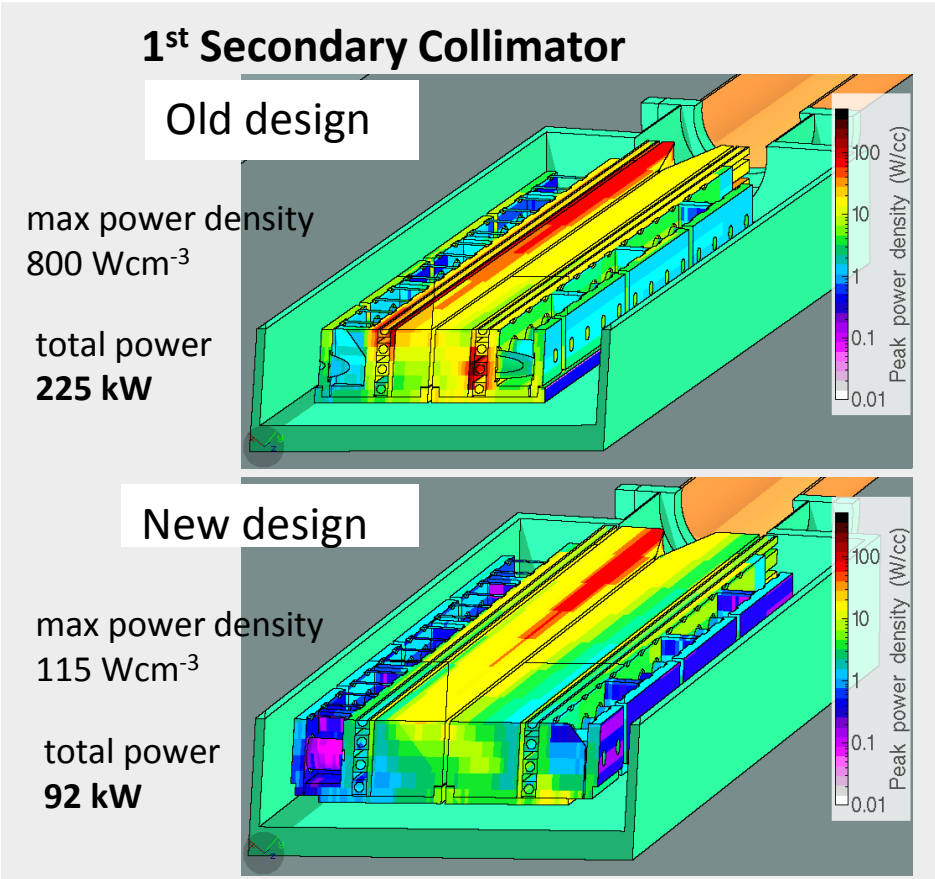 1st Secondary Collimator
Old design
max power density
800 Wcm-3
total power
225 kW
100
10
1
0.1
0.01
Peak power density (W/cc)
New design
max power density
115 Wcm-3
total power
92 kW
100
10
1
0.1
0.01
Peak power density (W/cc)